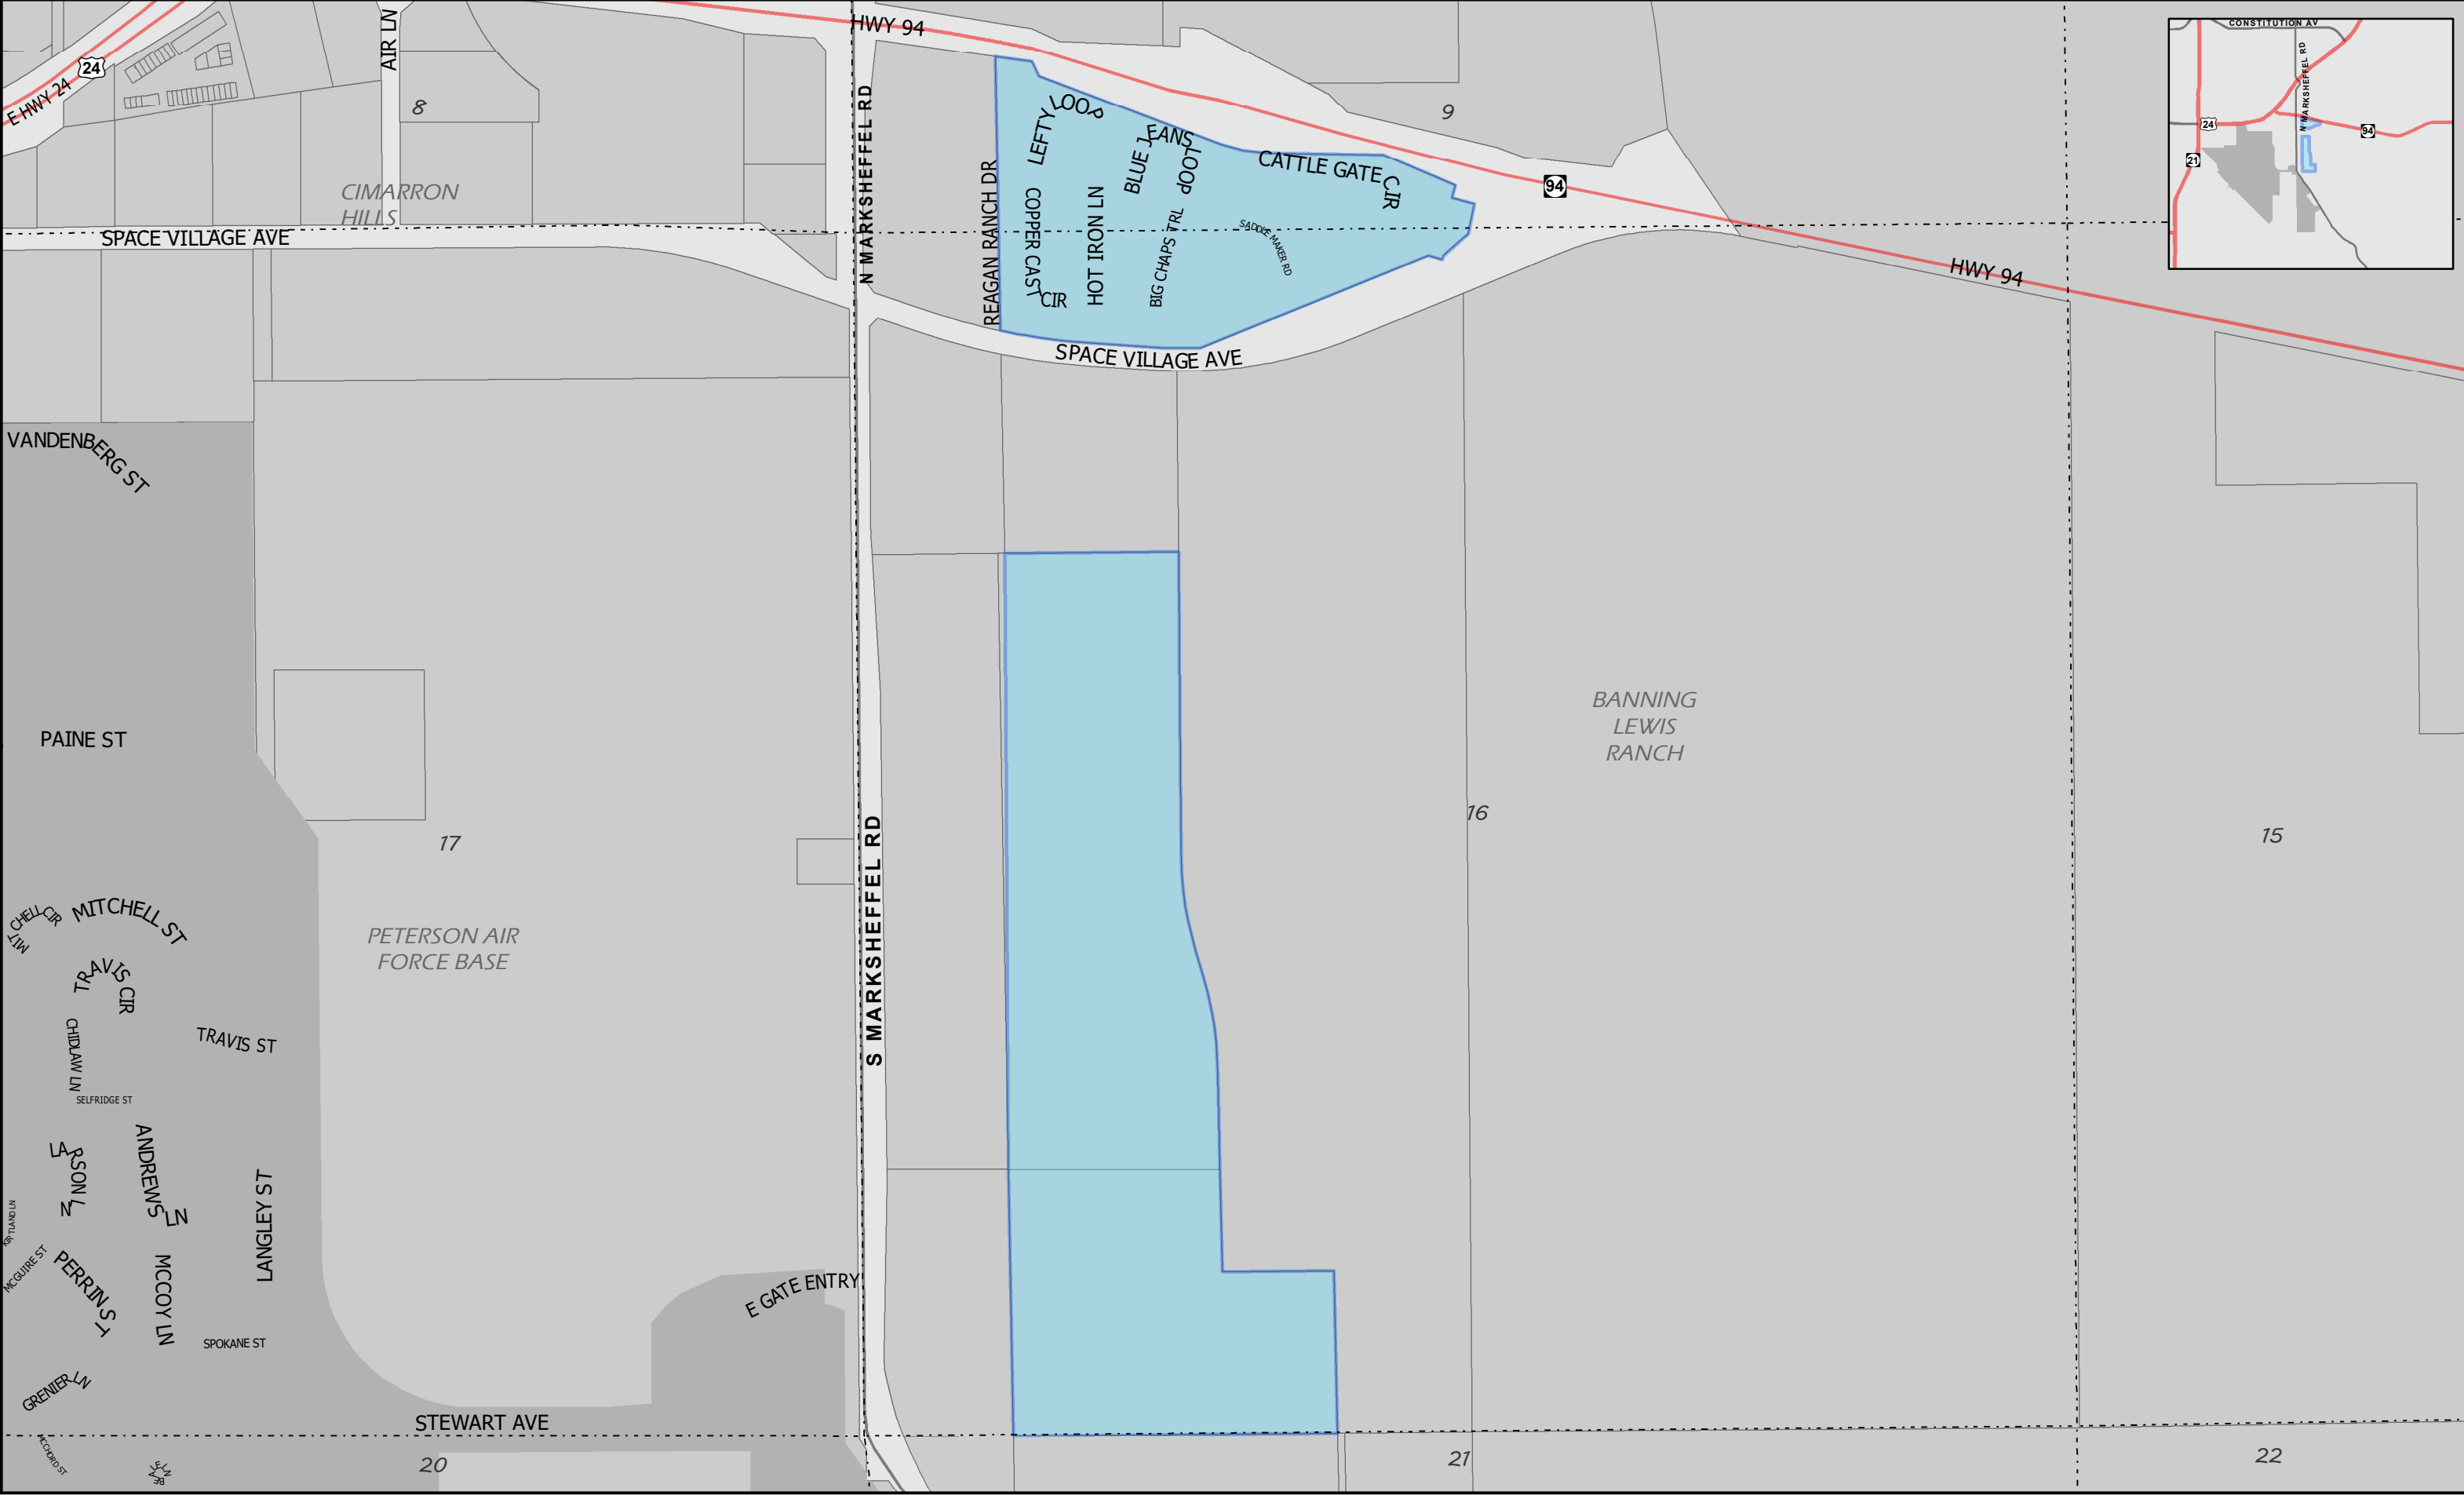 HWY 94
AIR LN
24
E HWY 24
8
9
CONSTITUTION AV
N MARKSHEFFEL RD
24
94
21
LEFTY LOOP
BLUE JEANS LOOP
CATTLE GATE CIR
94
N MARKSHEFFEL RD
CIMARRON
HILLS
SPACE VILLAGE AVE
REAGAN RANCH DR
COPPER CAST CIR
HOT IRON LN
BIG CHAPS TRL
SADDLE MAKER RD
HWY 94
SPACE VILLAGE AVE
VANDENBERG ST
BANNING
LEWIS
RANCH
PAINE ST
16
15
17
S MARKSHEFFEL RD
MITCHELL CIR
MITCHELL ST
PETERSON AIR
FORCE BASE
TRAVIS CIR
CHIDLAW LN
TRAVIS ST
SELFRIDGE ST
LARSON LN
ANDREWS LN
LANGLEY ST
KIRTLAND LN
MCGUIRE ST
PERRIN ST
MCCOY LN
E GATE ENTRY
SPOKANE ST
GRENIER LN
STEWART AVE
MCCHORD ST
20
21
22